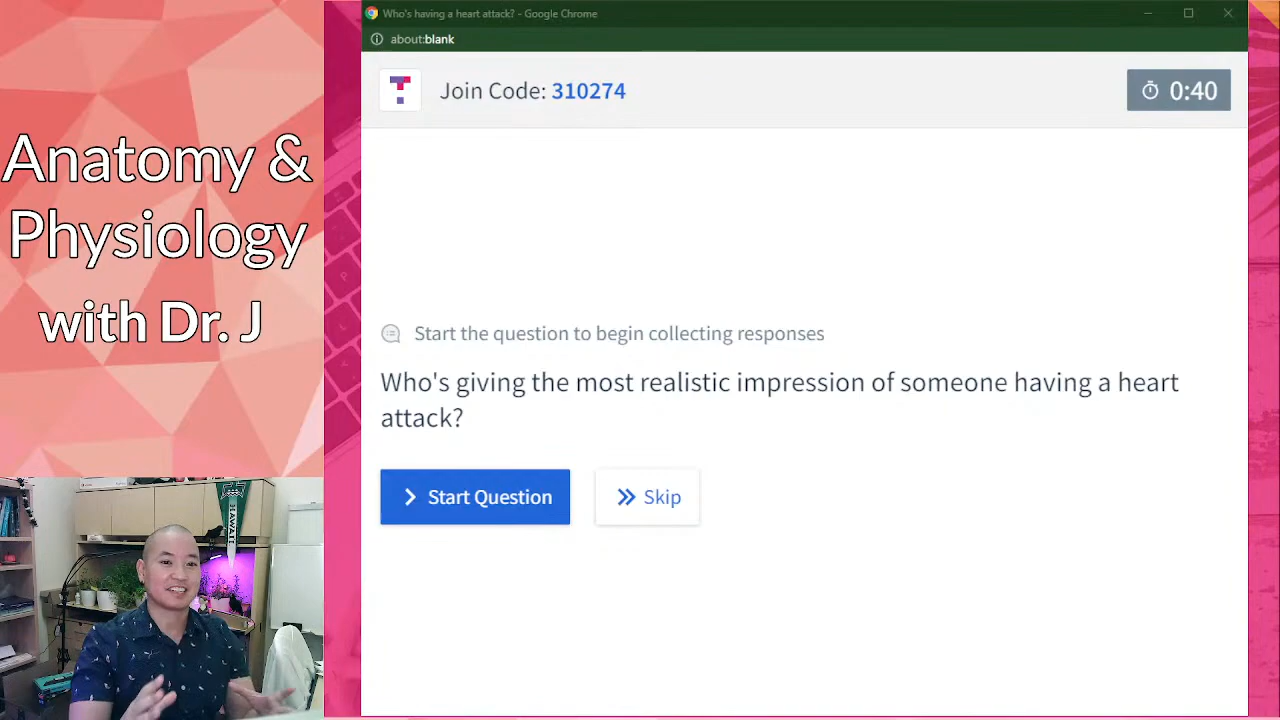 Who's having a heart attack? - Google Chrome
about:blank
Join Code: 310274
0:40
Anatomy &
Physiology
with Dr. J
Start the question to begin collecting responses
Who's giving the most realistic impression of someone having a heart
attack?
Start Question
Skip
HAWAII